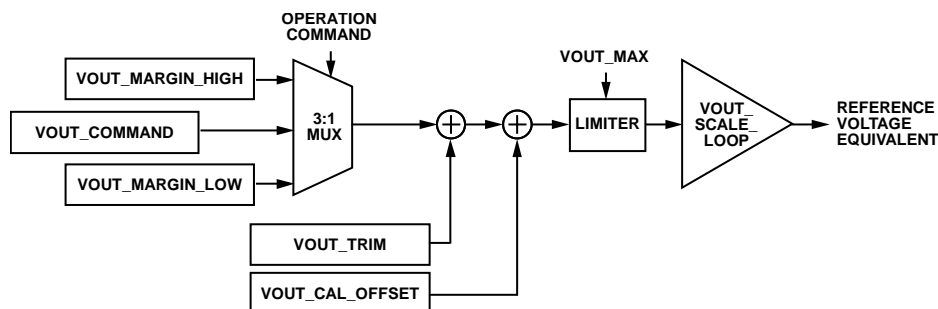 OPERATION
COMMAND
VOUT_MARGIN_HIGH
VOUT_COMMAND
VOUT_MARGIN_LOW
3:1
MUX
VOUT_TRIM
VOUT_CAL_OFFSET
VOUT_MAX
LIMITER
VOUT_
SCALE_
LOOP
REFERENCE
VOLTAGE
EQUIVALENT